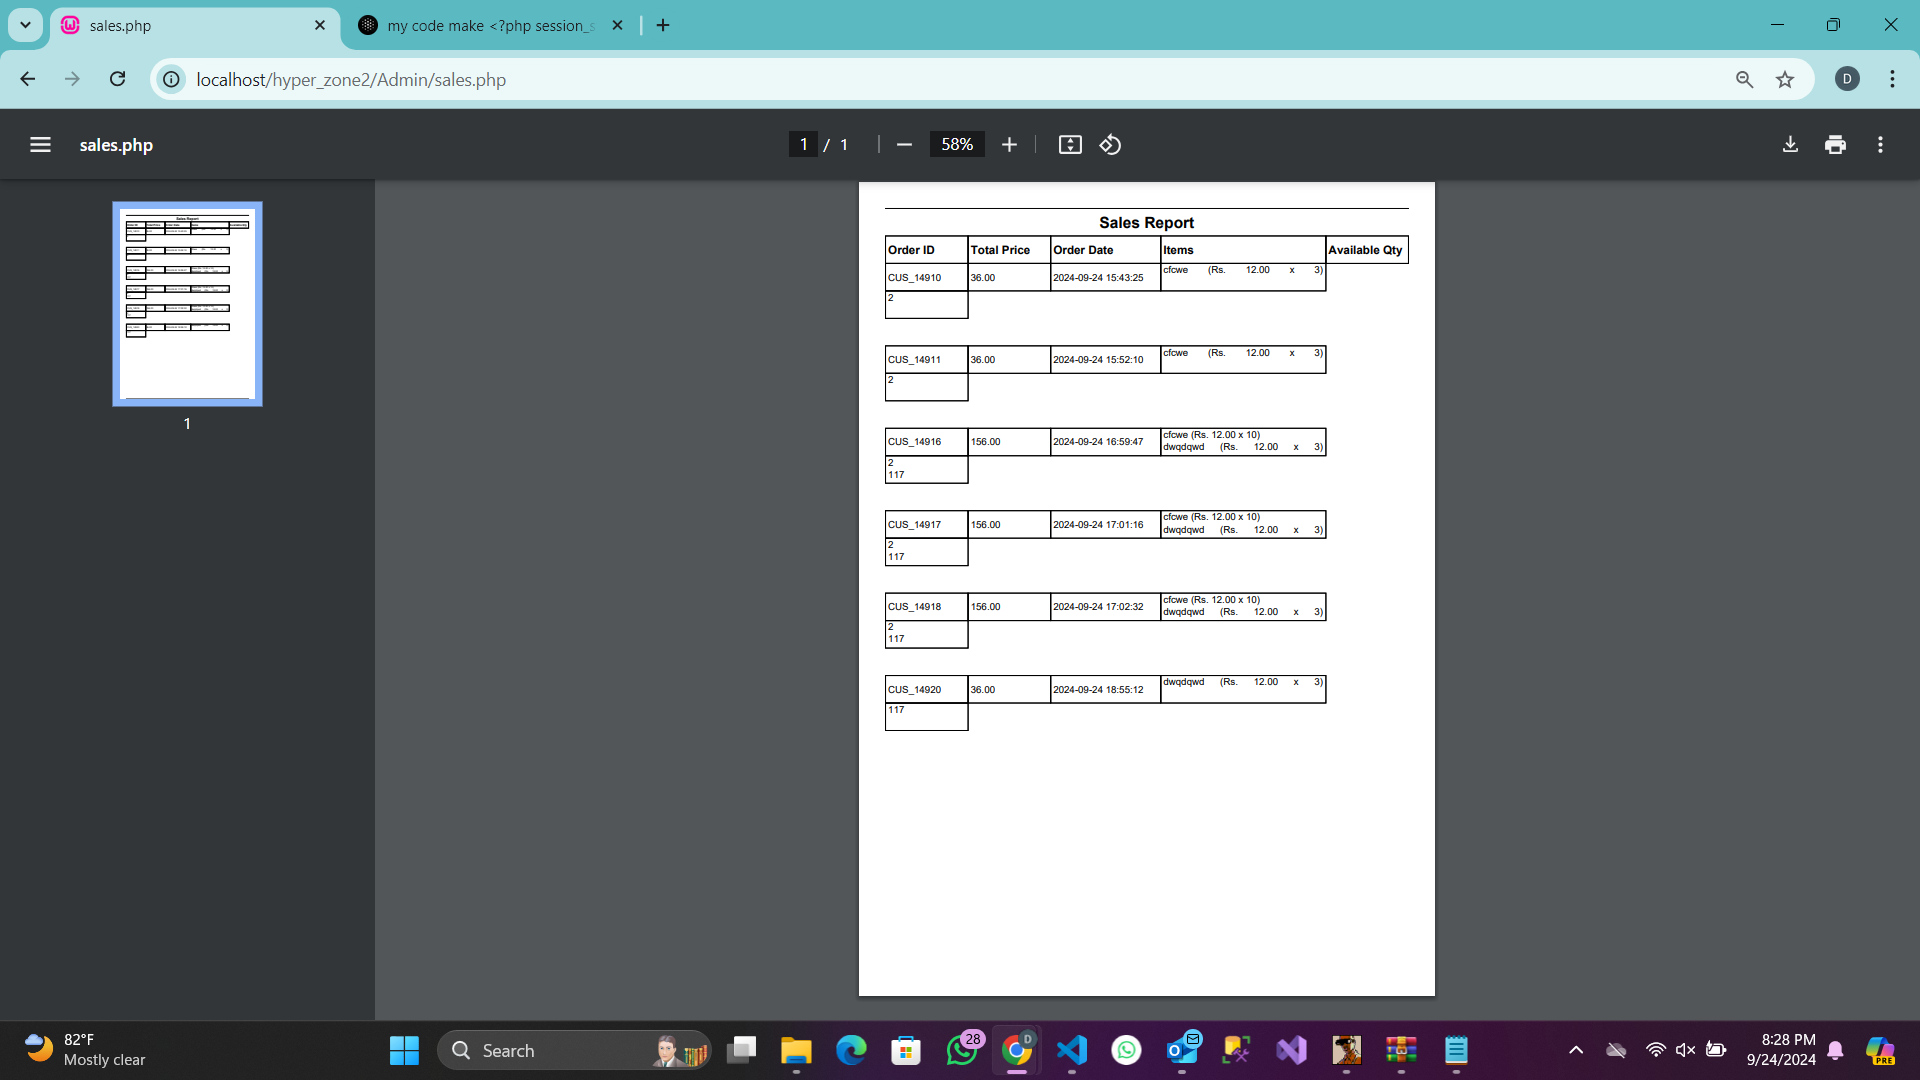 sales.php
my code make <?php session_s
localhost/hyper_zone2/Admin/sales.php
D
sales.php
1 / 1
58%
1
Sales Report
Order ID Total Price Order Date Items Available Qty
CUS_14910 36.00 2024-09-24 15:43:25 cfcwe (Rs. 12.00 x 3)
2
CUS_14911 36.00 2024-09-24 15:52:10 cfcwe (Rs. 12.00 x 3)
2
CUS_14916 156.00 2024-09-24 16:59:47 cfcwe (Rs. 12.00 x 10)
dwqdqwd (Rs. 12.00 x 3)
2
117
CUS_14917 156.00 2024-09-24 17:01:16 cfcwe (Rs. 12.00 x 10)
dwqdqwd (Rs. 12.00 x 3)
2
117
CUS_14918 156.00 2024-09-24 17:02:32 cfcwe (Rs. 12.00 x 10)
dwqdqwd (Rs. 12.00 x 3)
2
117
CUS_14920 36.00 2024-09-24 18:55:12 dwqdqwd (Rs. 12.00 x 3)
117
82°F
Mostly clear
Search
28
D
PRE
8:28 PM
9/24/2024